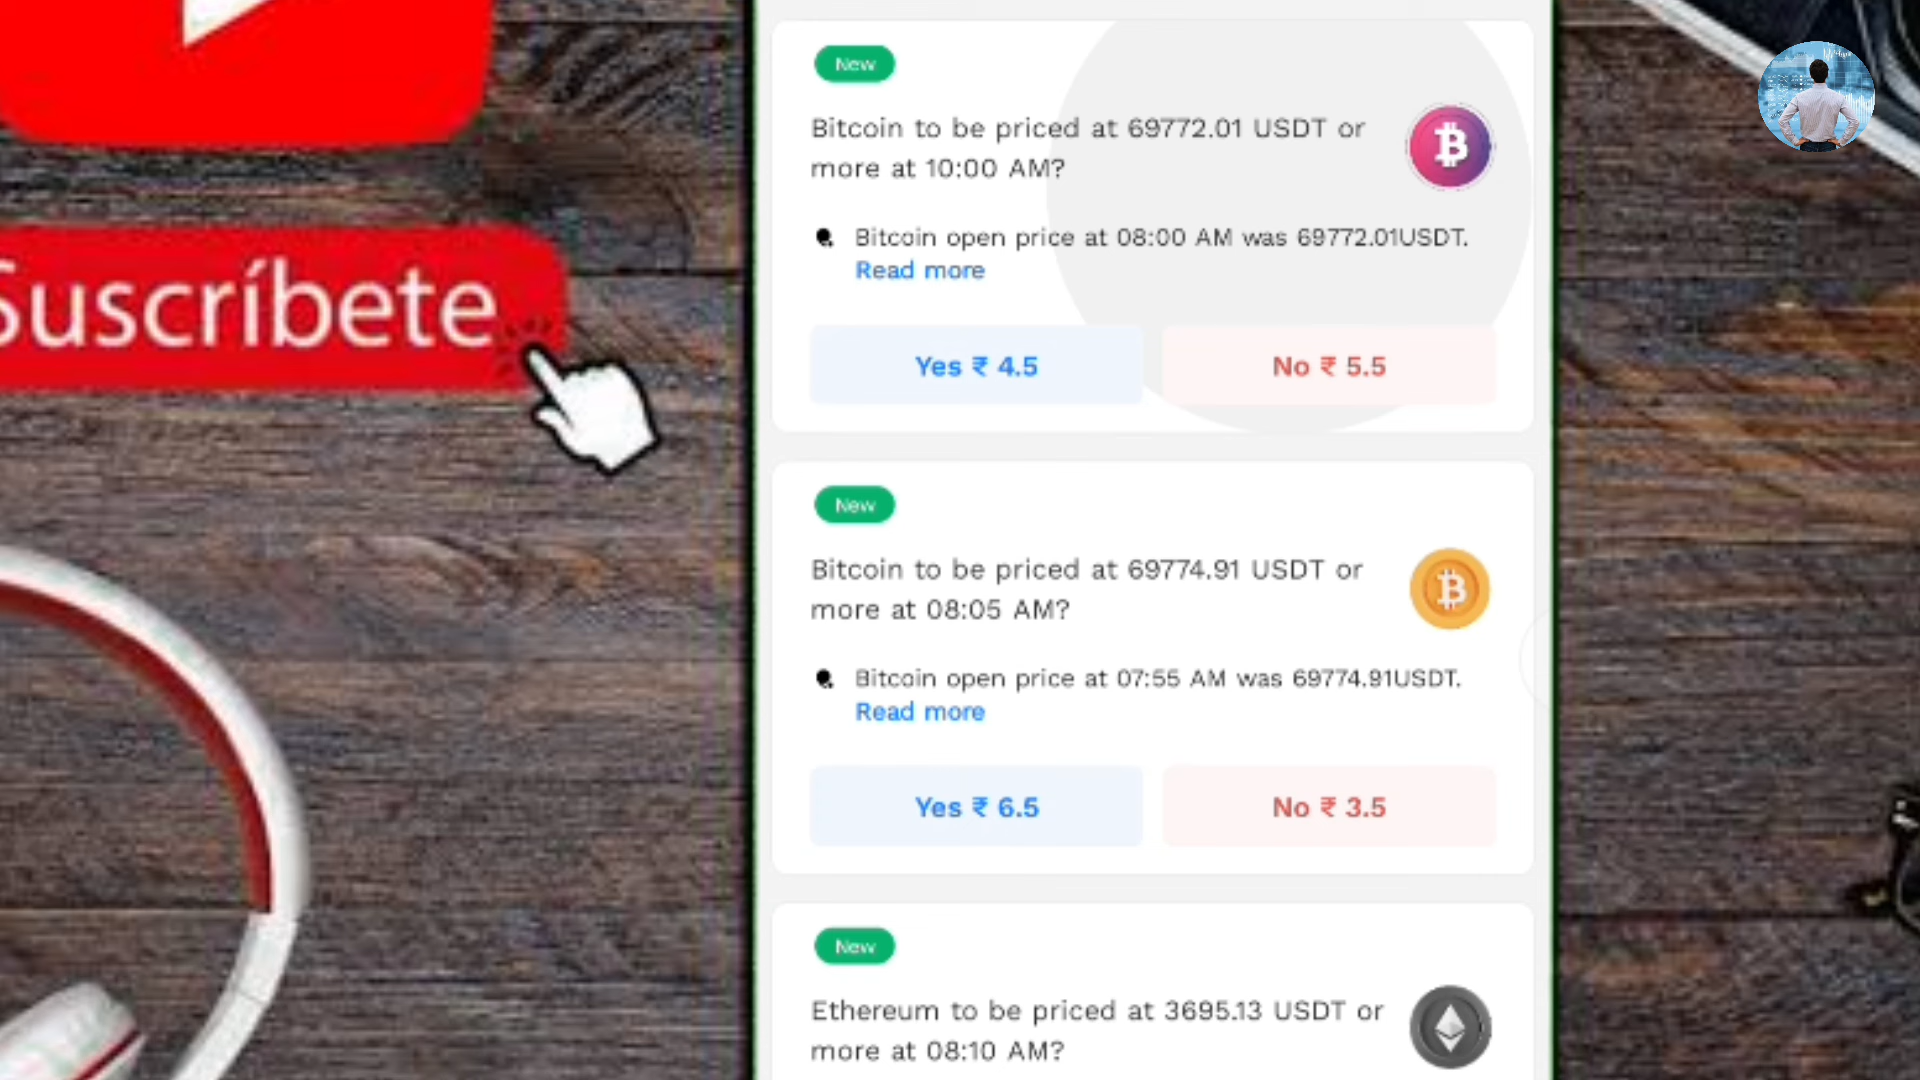 New
Bitcoin to be priced at 69772.01 USDT or
more at 10:00 AM?
Bitcoin open price at 08:00 AM was 69772.01USDT.
Read more
Yes ₹ 4.5
No ₹ 5.5
Suscríbete
New
Bitcoin to be priced at 69774.91 USDT or
more at 08:05 AM?
Bitcoin open price at 07:55 AM was 69774.91USDT.
Read more
Yes ₹ 6.5
No ₹ 3.5
New
Ethereum to be priced at 3695.13 USDT or
more at 08:10 AM?